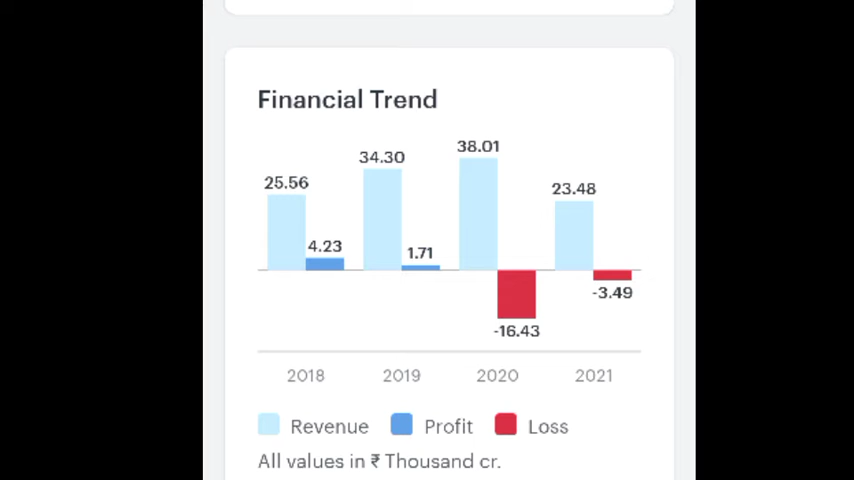 Financial Trend
38.01
34.30
25.56
23.48
4.23
1.71
-3.49
-16.43
2018 2019 2020 2021
Revenue Profit Loss
All values in ₹ Thousand cr.